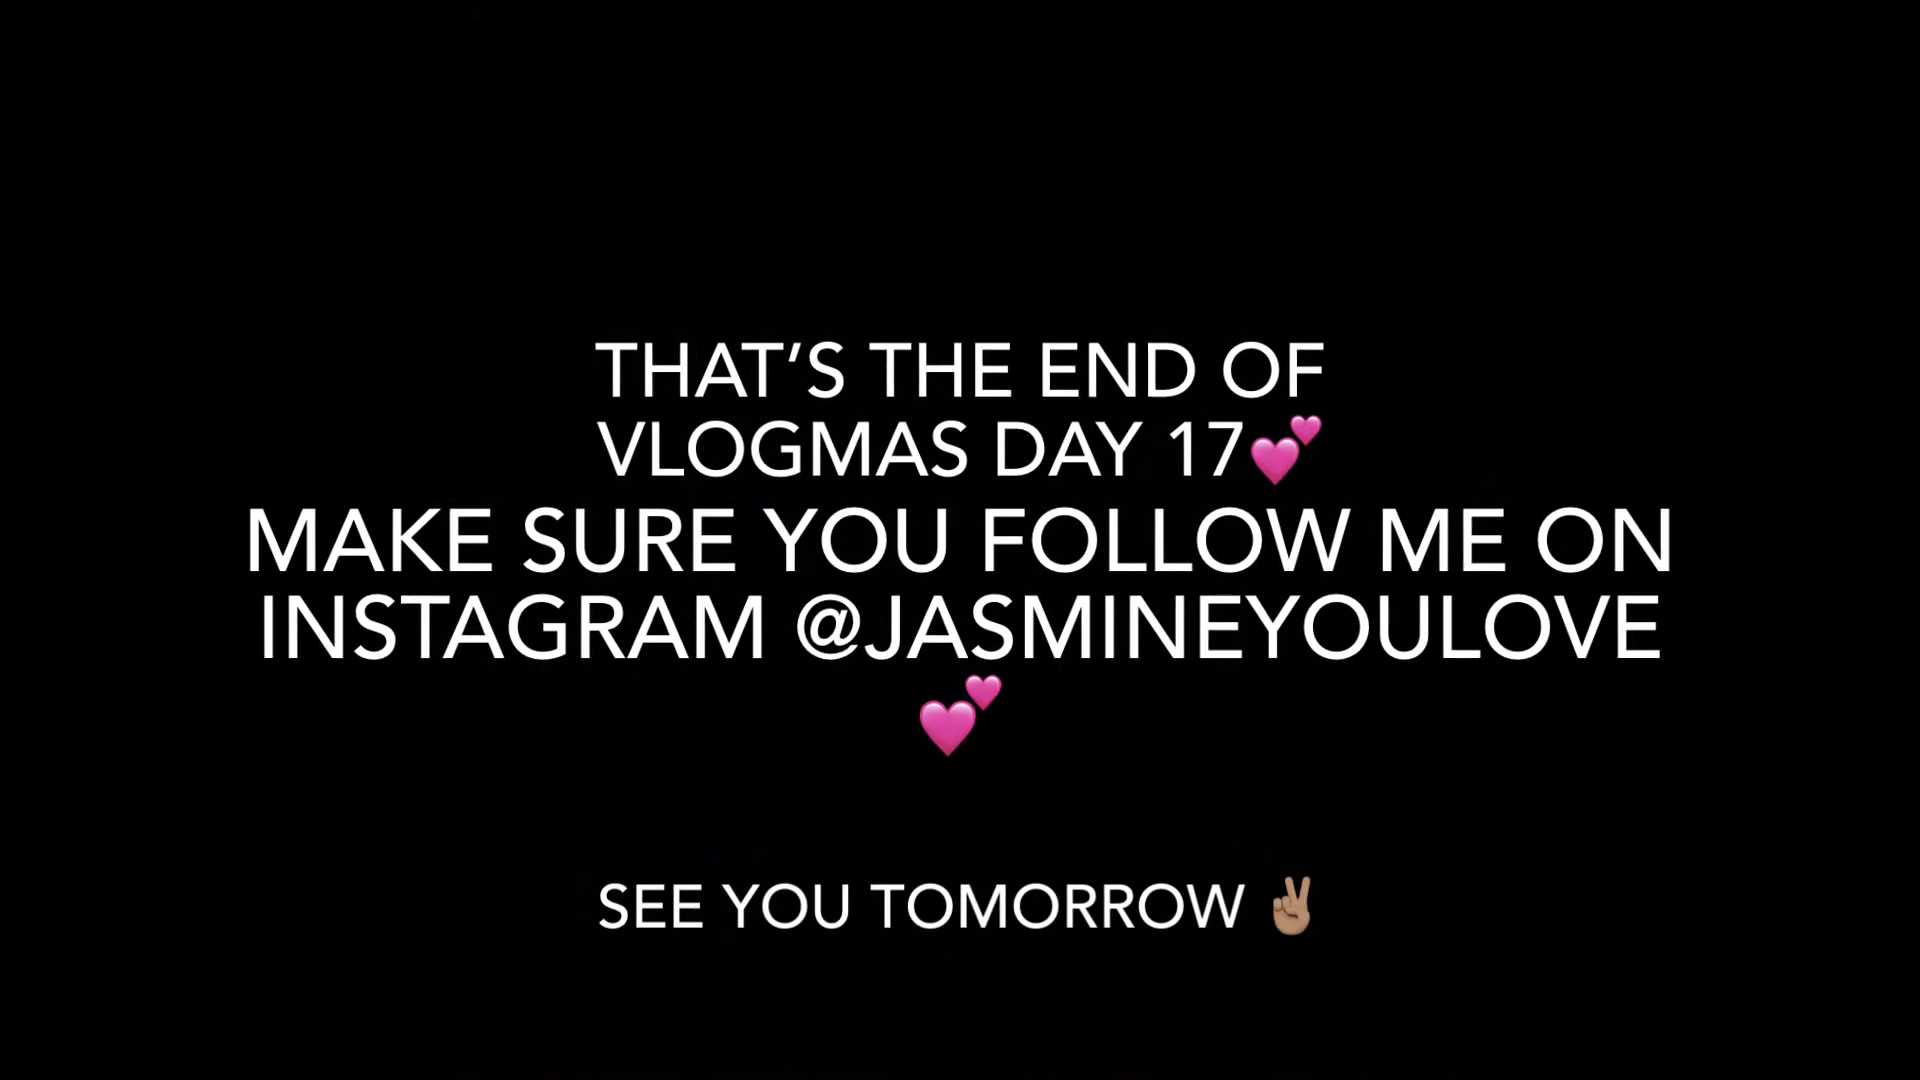 THAT’S THE END OF
VLOGMAS DAY 17💕
MAKE SURE YOU FOLLOW ME ON
INSTAGRAM @JASMINEYOULOVE
💕
SEE YOU TOMORROW ✌🏽